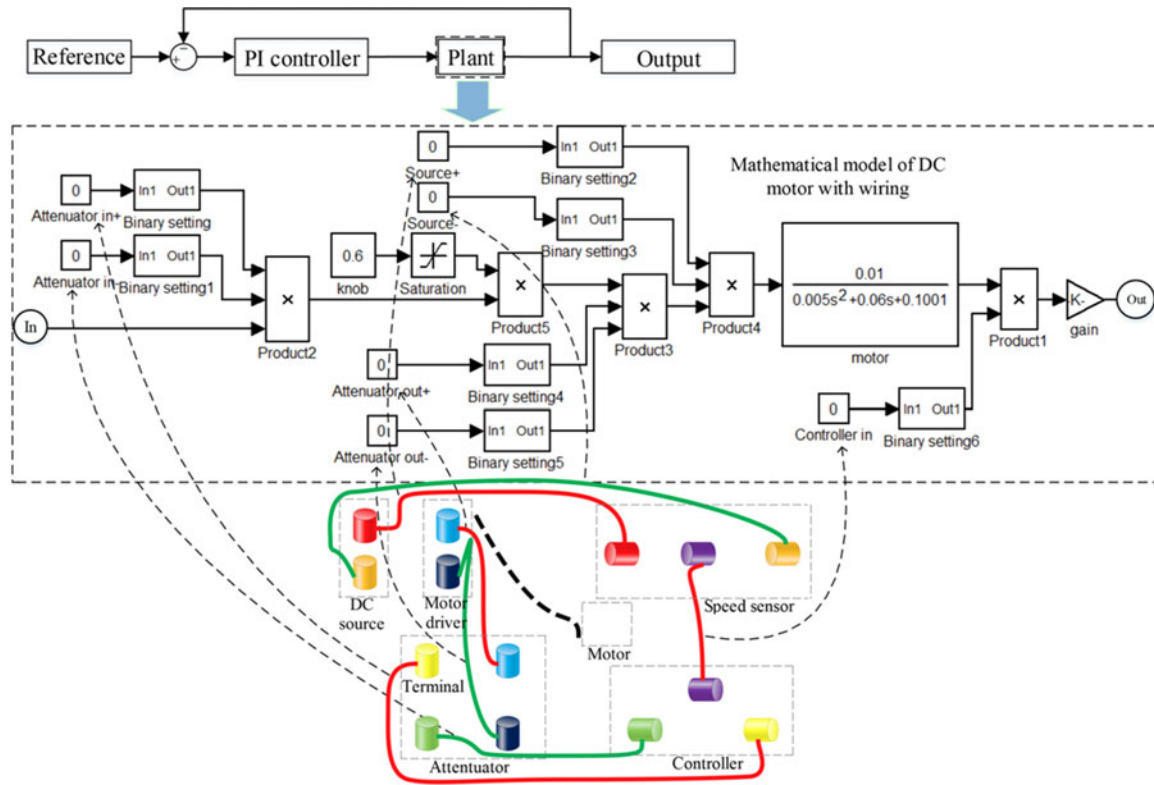 Reference
+
−
PI controller
Plant
Output
Mathematical model of DC
motor with wiring
0
Source+
In1 Out1
Binary setting2
0
Attenuator in+
In1 Out1
Binary setting
0
Source-
In1 Out1
Binary setting3
0
Attenuator in-
In1 Out1
Binary setting1
0.6
knob
Saturation
×
Product2
×
Product5
×
Product3
×
Product4
0.01
0.005s2+0.06s+0.1001
motor
×
Product1
K-
gain
In
Out
0
Attenuator out+
In1 Out1
Binary setting4
0
Attenuator out-
In1 Out1
Binary setting5
0
Controller in
In1 Out1
Binary setting6
DC
source
Motor
driver
Speed sensor
Motor
Terminal
Attentuator
Controller